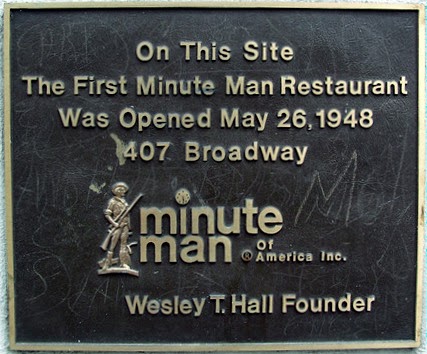 On This Site
The First Minute Man Restaurant
Was Opened May 26, 1948
407 Broadway
minute
man ® Of
America Inc.
Wesley T. Hall Founder